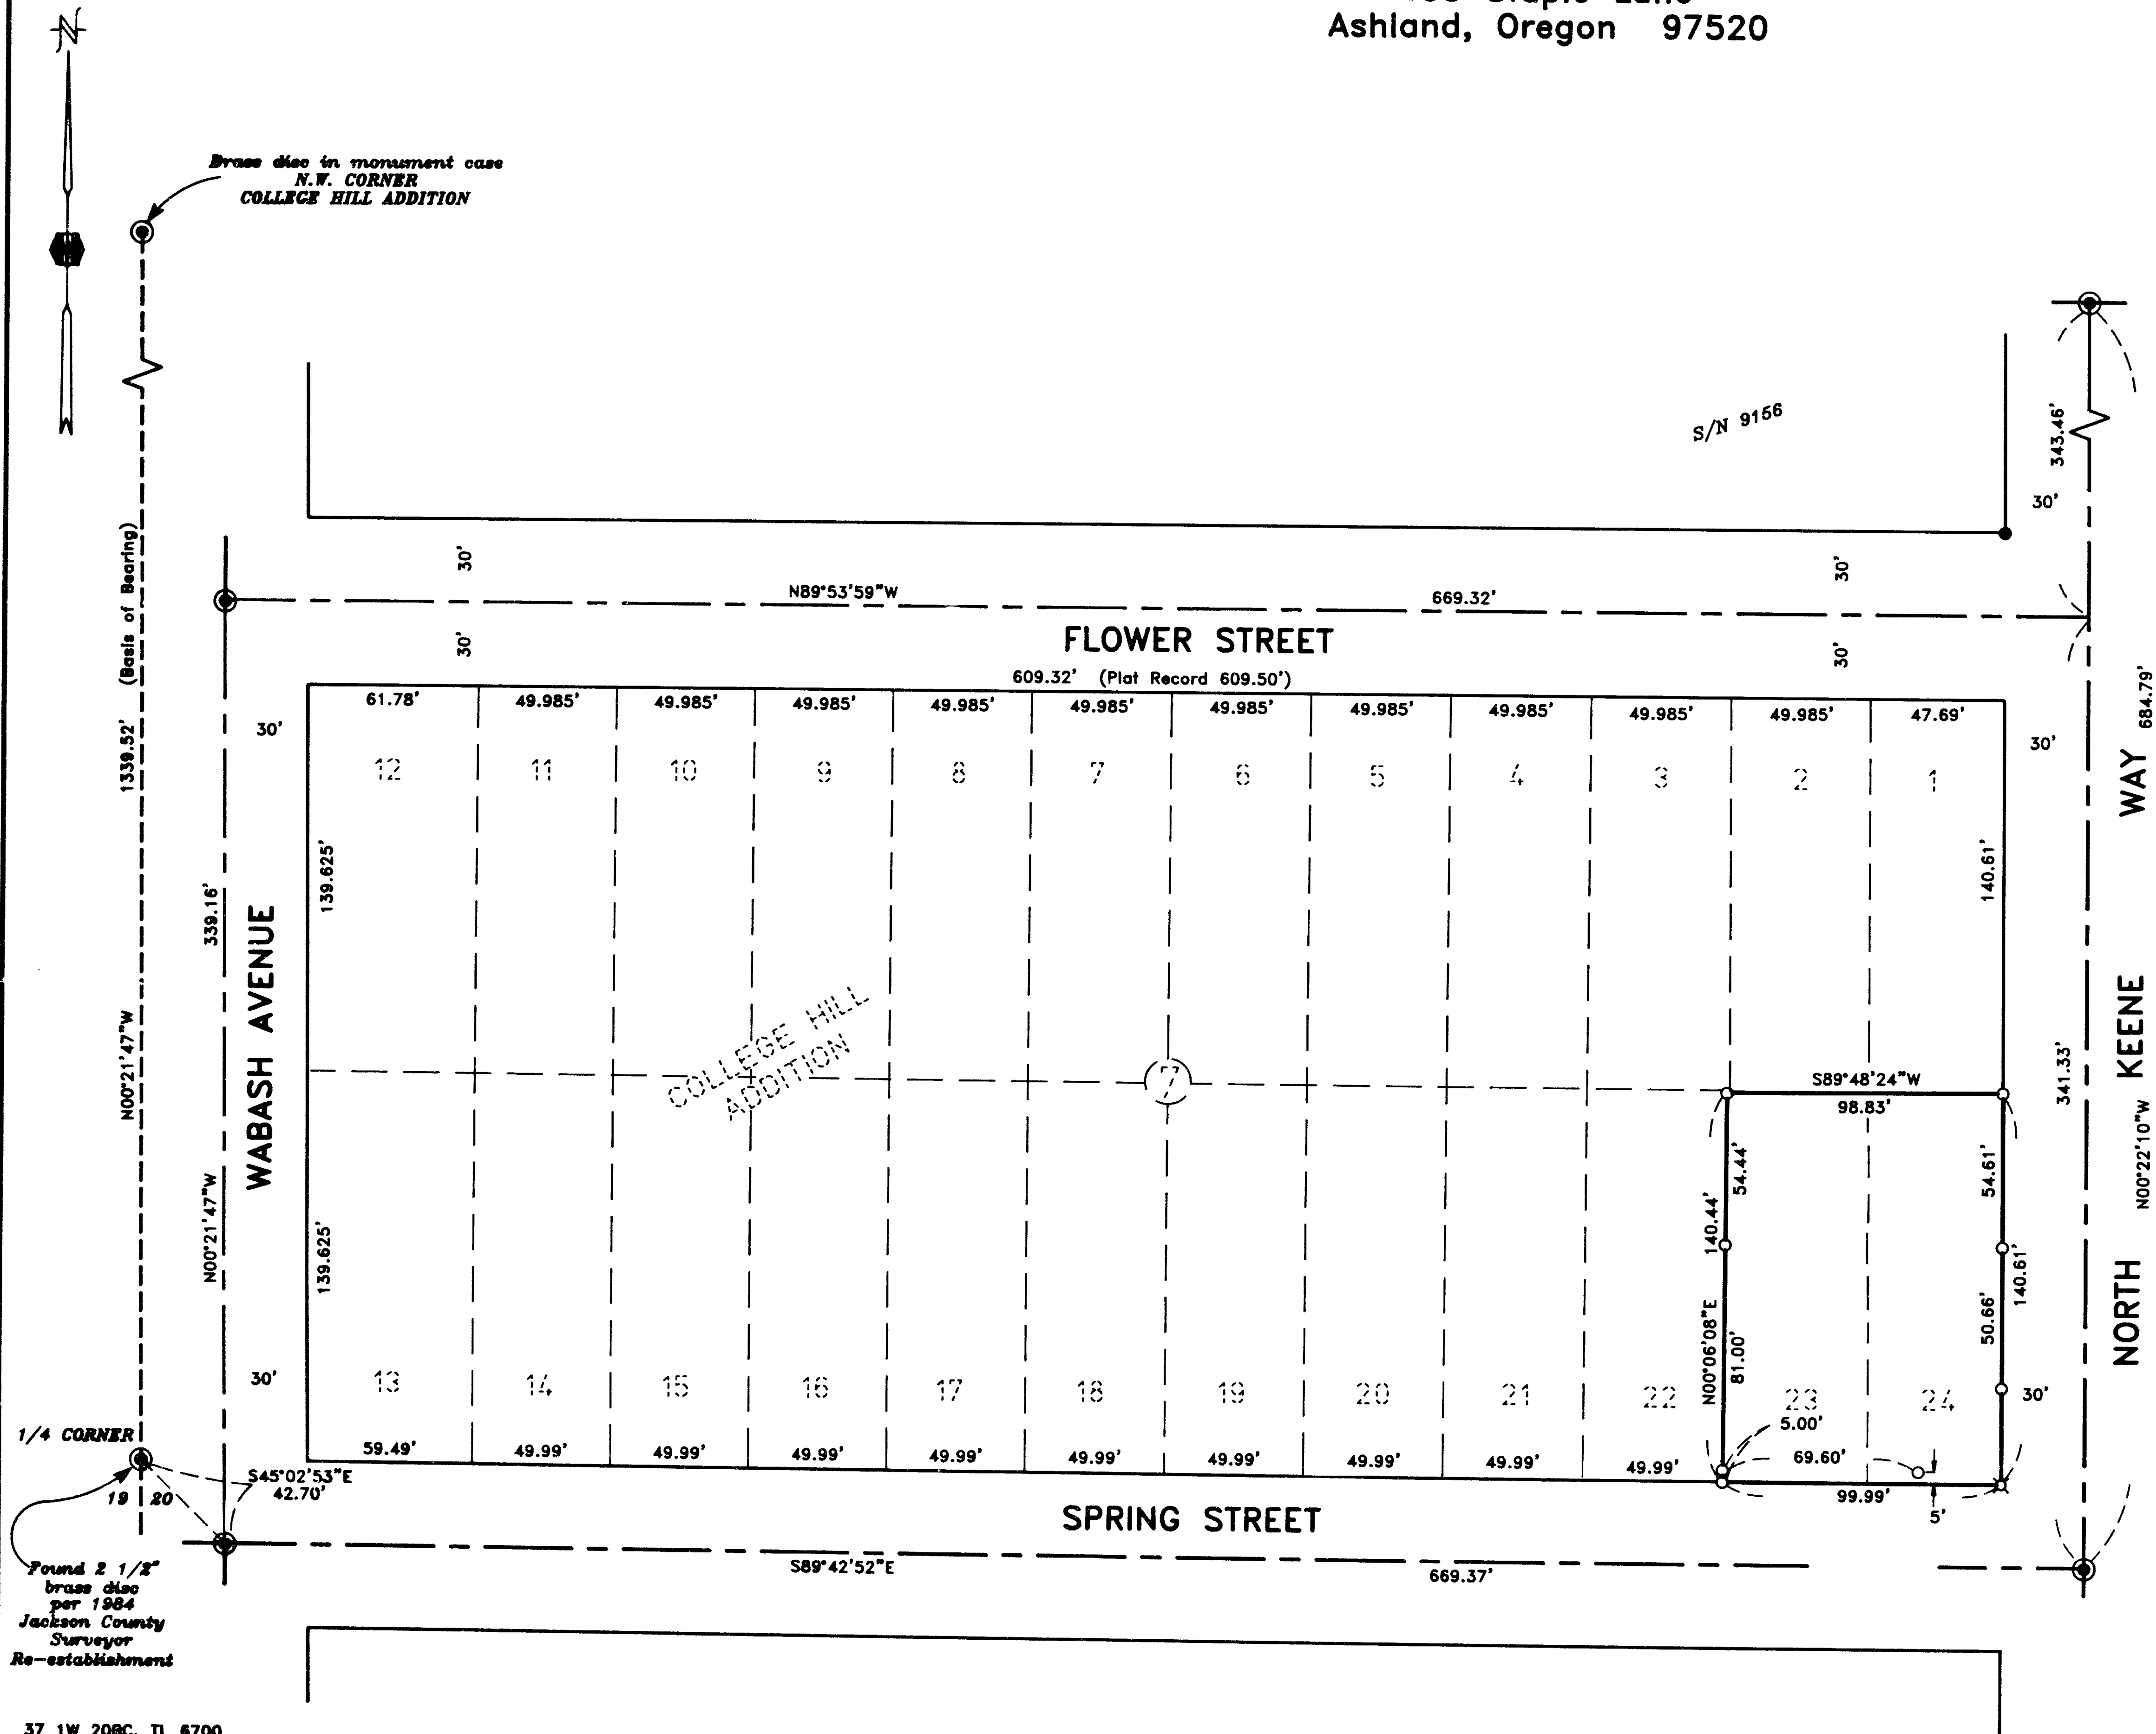 Lane
Ashland, Oregon 97520
N
Brass disc in monument case
N.W. CORNER
COLLEGE HILL ADDITION
S/N 9156
343.46'
30'
1339.52' (Basis of Bearing)
N00°21'47"W
30'
30'
N89°53'59"W
669.32'
FLOWER STREET
30'
30'
609.32' (Plat Record 609.50')
61.78'
49.985'
49.985'
49.985'
49.985'
49.985'
49.985'
49.985'
49.985'
49.985'
49.985'
47.69'
30'
30'
12
11
10
9
8
7
6
5
4
3
2
1
684.79'
N00°22'10"W
NORTH KEENE WAY
339.16'
N00°21'47"W
WABASH AVENUE
139.625'
140.61'
COLLEGE HILL
ADDITION
7
341.33'
S89°48'24"W
98.83'
54.44'
140.44'
54.61'
140.61'
139.625'
N00°06'08"E
81.00'
50.66'
30'
30'
13
14
15
16
17
18
19
20
21
22
23
24
5.00'
69.60'
59.49'
49.99'
49.99'
49.99'
49.99'
49.99'
49.99'
49.99'
49.99'
49.99'
99.99'
5'
1/4 CORNER
19 20
S45°02'53"E
42.70'
SPRING STREET
S89°42'52"E
669.37'
Found 2 1/2"
brass disc
per 1984
Jackson County
Surveyor
Re-establishment
37 1W 20BC, TL 6700